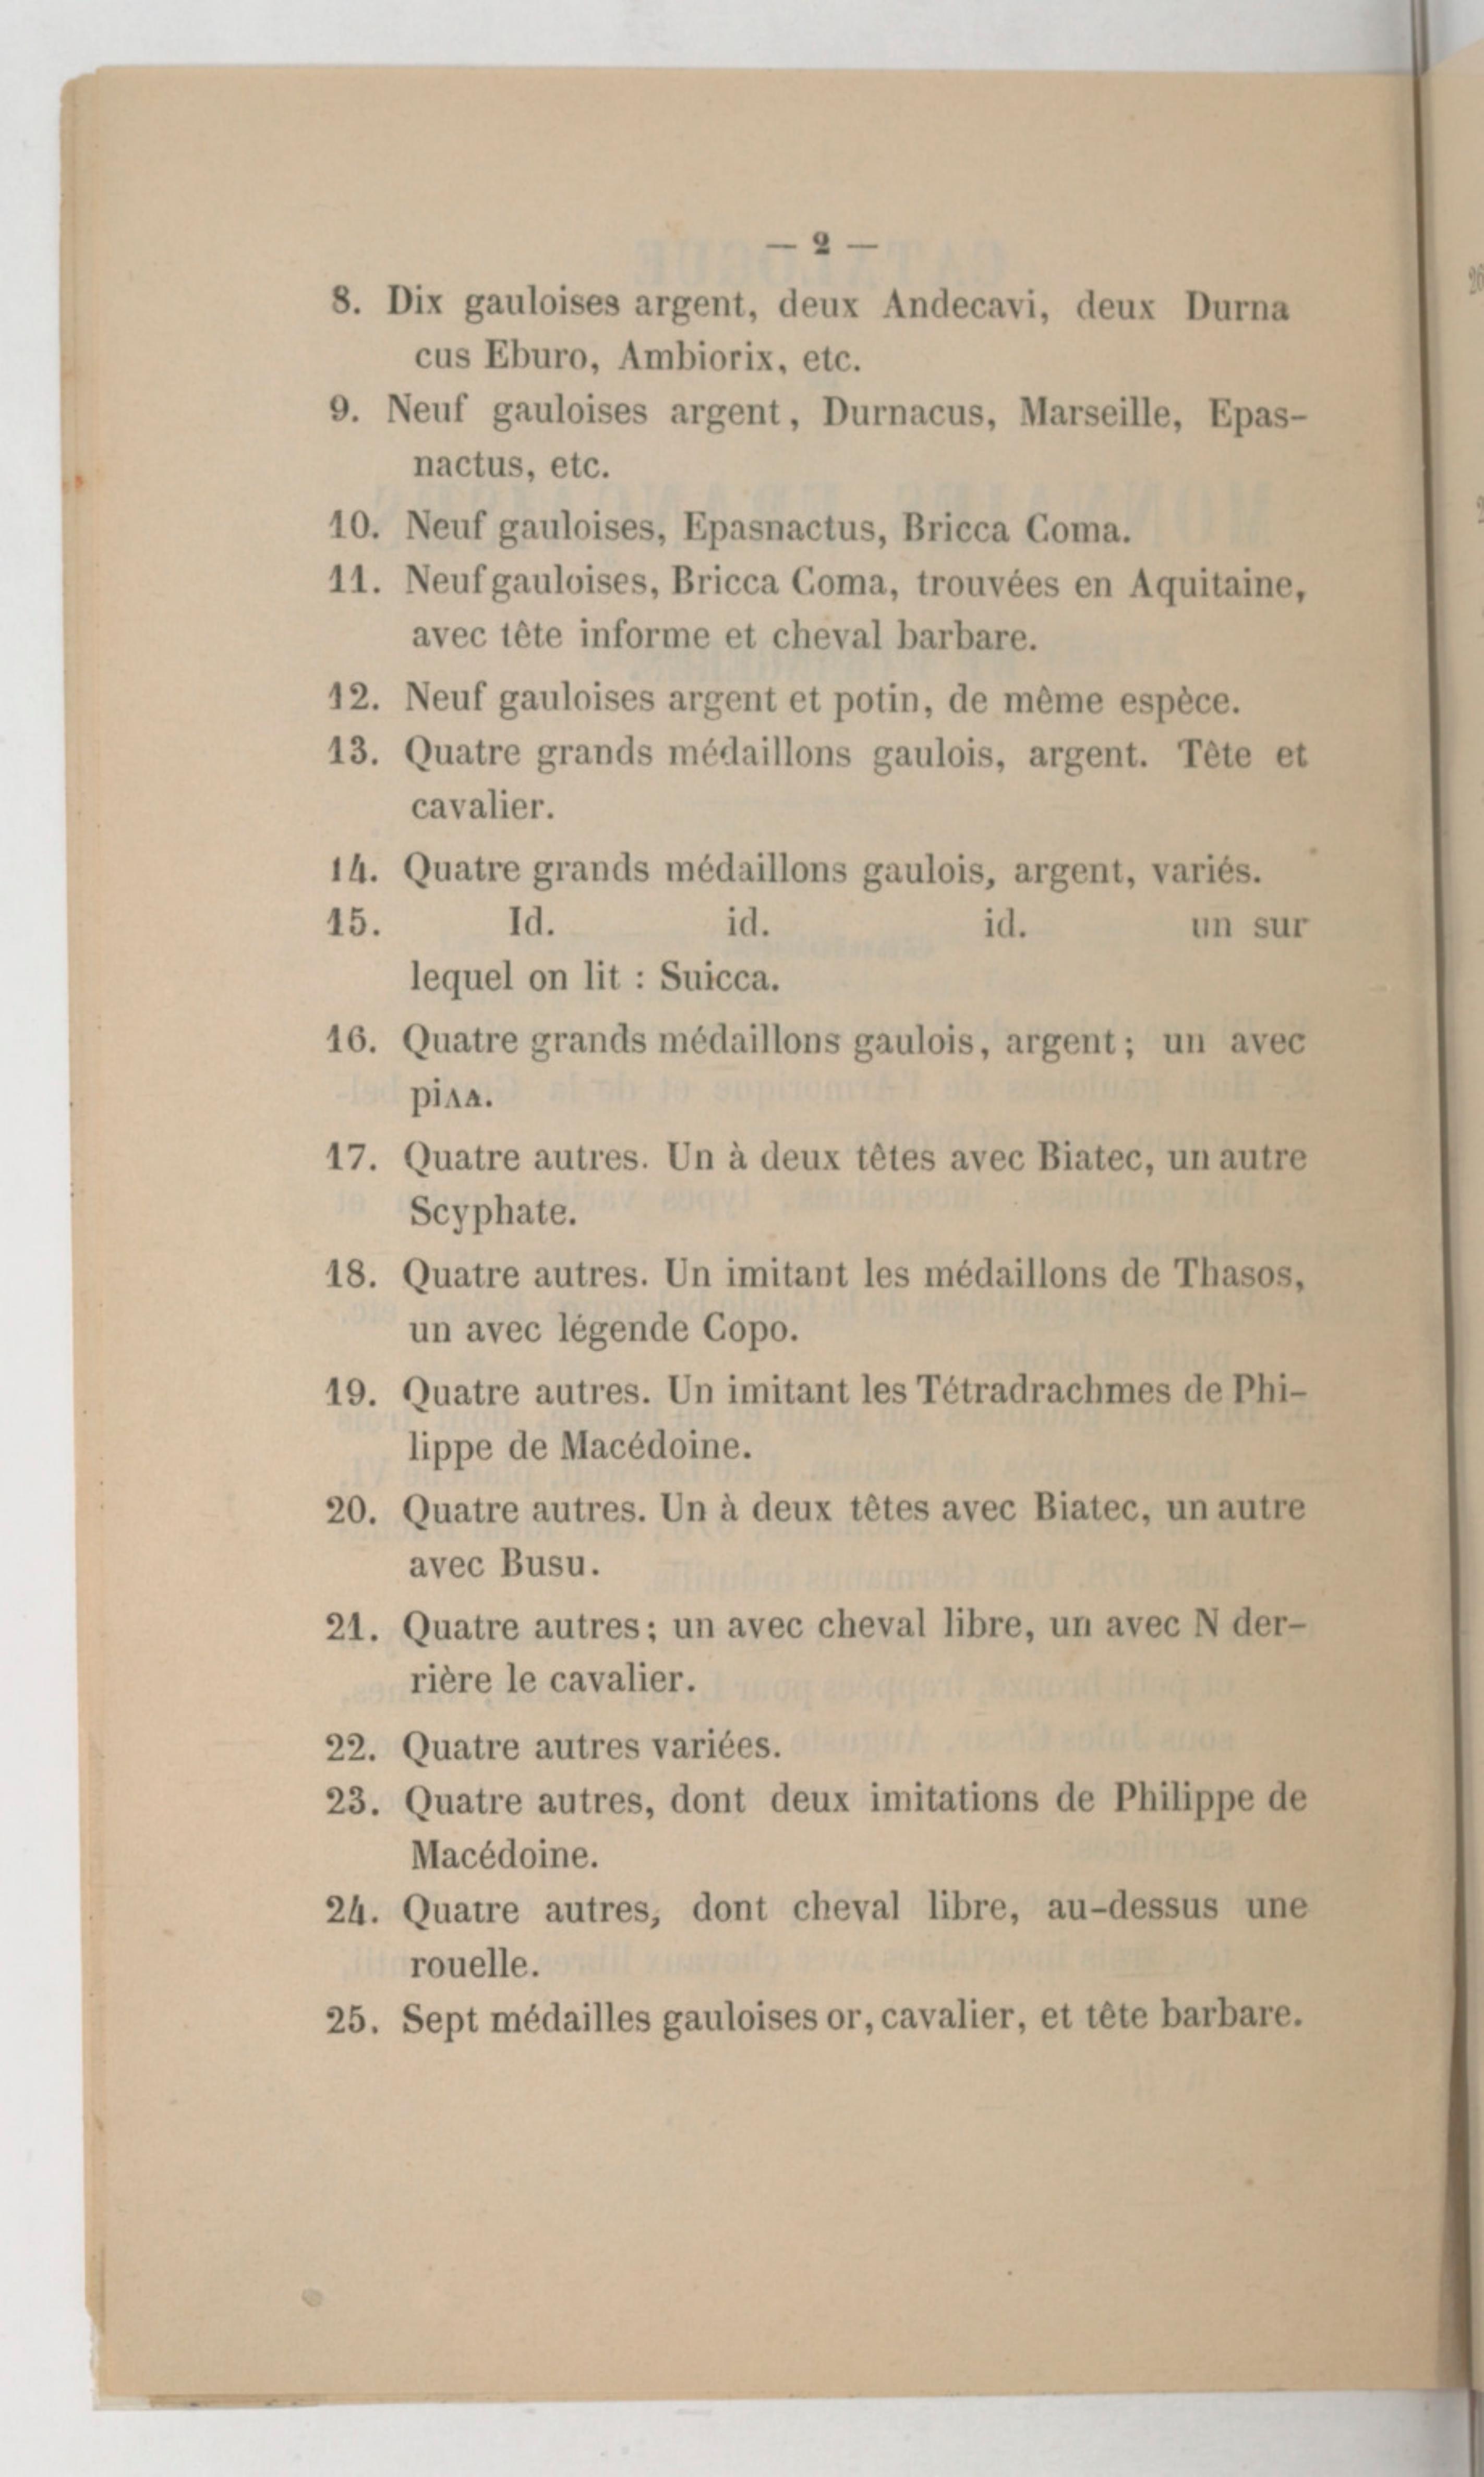 — 2 —
8. Dix gauloises argent, deux Andecavi, deux Durna
cus Eburo, Ambiorix, etc.
9. Neuf gauloises argent, Durnacus, Marseille, Epas-
nactus, etc.
10. Neuf gauloises, Epasnactus, Bricca Coma.
11. Neuf gauloises, Bricca Coma, trouvées en Aquitaine,
avec tête informe et cheval barbare.
12. Neuf gauloises argent et potin, de même espèce.
13. Quatre grands médaillons gaulois, argent. Tête et
cavalier.
14. Quatre grands médaillons gaulois, argent, variés.
15. Id. id. id. un sur
lequel on lit : Suicca.
16. Quatre grands médaillons gaulois, argent; un avec
piʌʌ.
17. Quatre autres. Un à deux têtes avec Biatec, un autre
Scyphate.
18. Quatre autres. Un imitant les médaillons de Thasos,
un avec légende Copo.
19. Quatre autres. Un imitant les Tétradrachmes de Phi-
lippe de Macédoine.
20. Quatre autres. Un à deux têtes avec Biatec, un autre
avec Busu.
21. Quatre autres; un avec cheval libre, un avec N der-
rière le cavalier.
22. Quatre autres variées.
23. Quatre autres, dont deux imitations de Philippe de
Macédoine.
24. Quatre autres, dont cheval libre, au-dessus une
rouelle.
25. Sept médailles gauloises or, cavalier, et tête barbare.